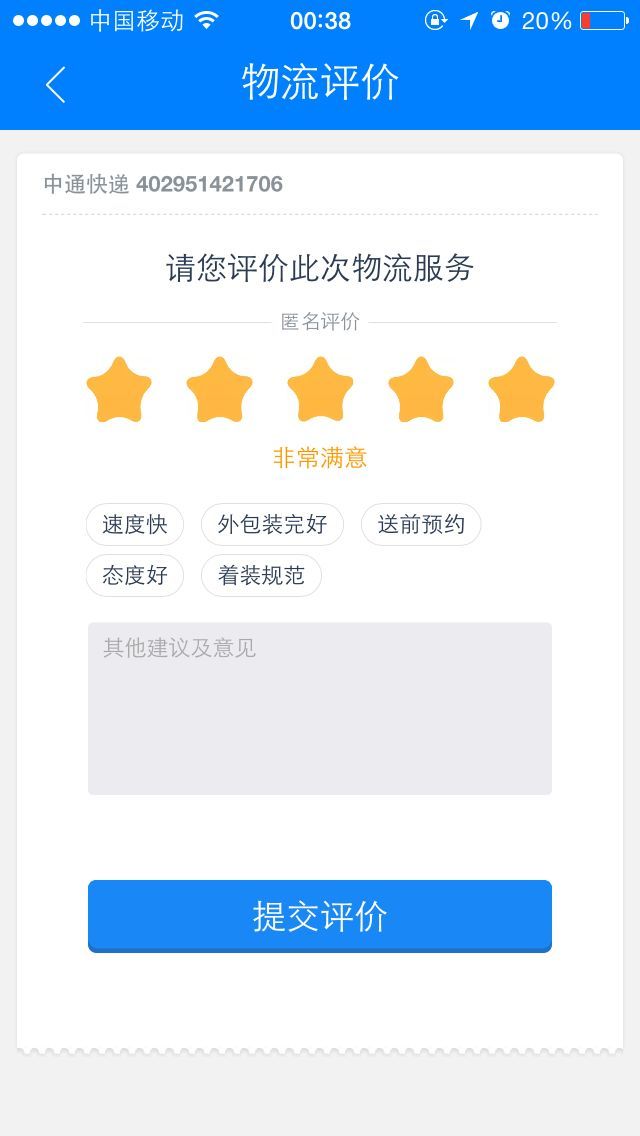 中国移动 00:38 20%
物流评价
中通快递 402951421706
请您评价此次物流服务
匿名评价
非常满意
速度快 外包装完好 送前预约
态度好 着装规范
其他建议及意见
提交评价